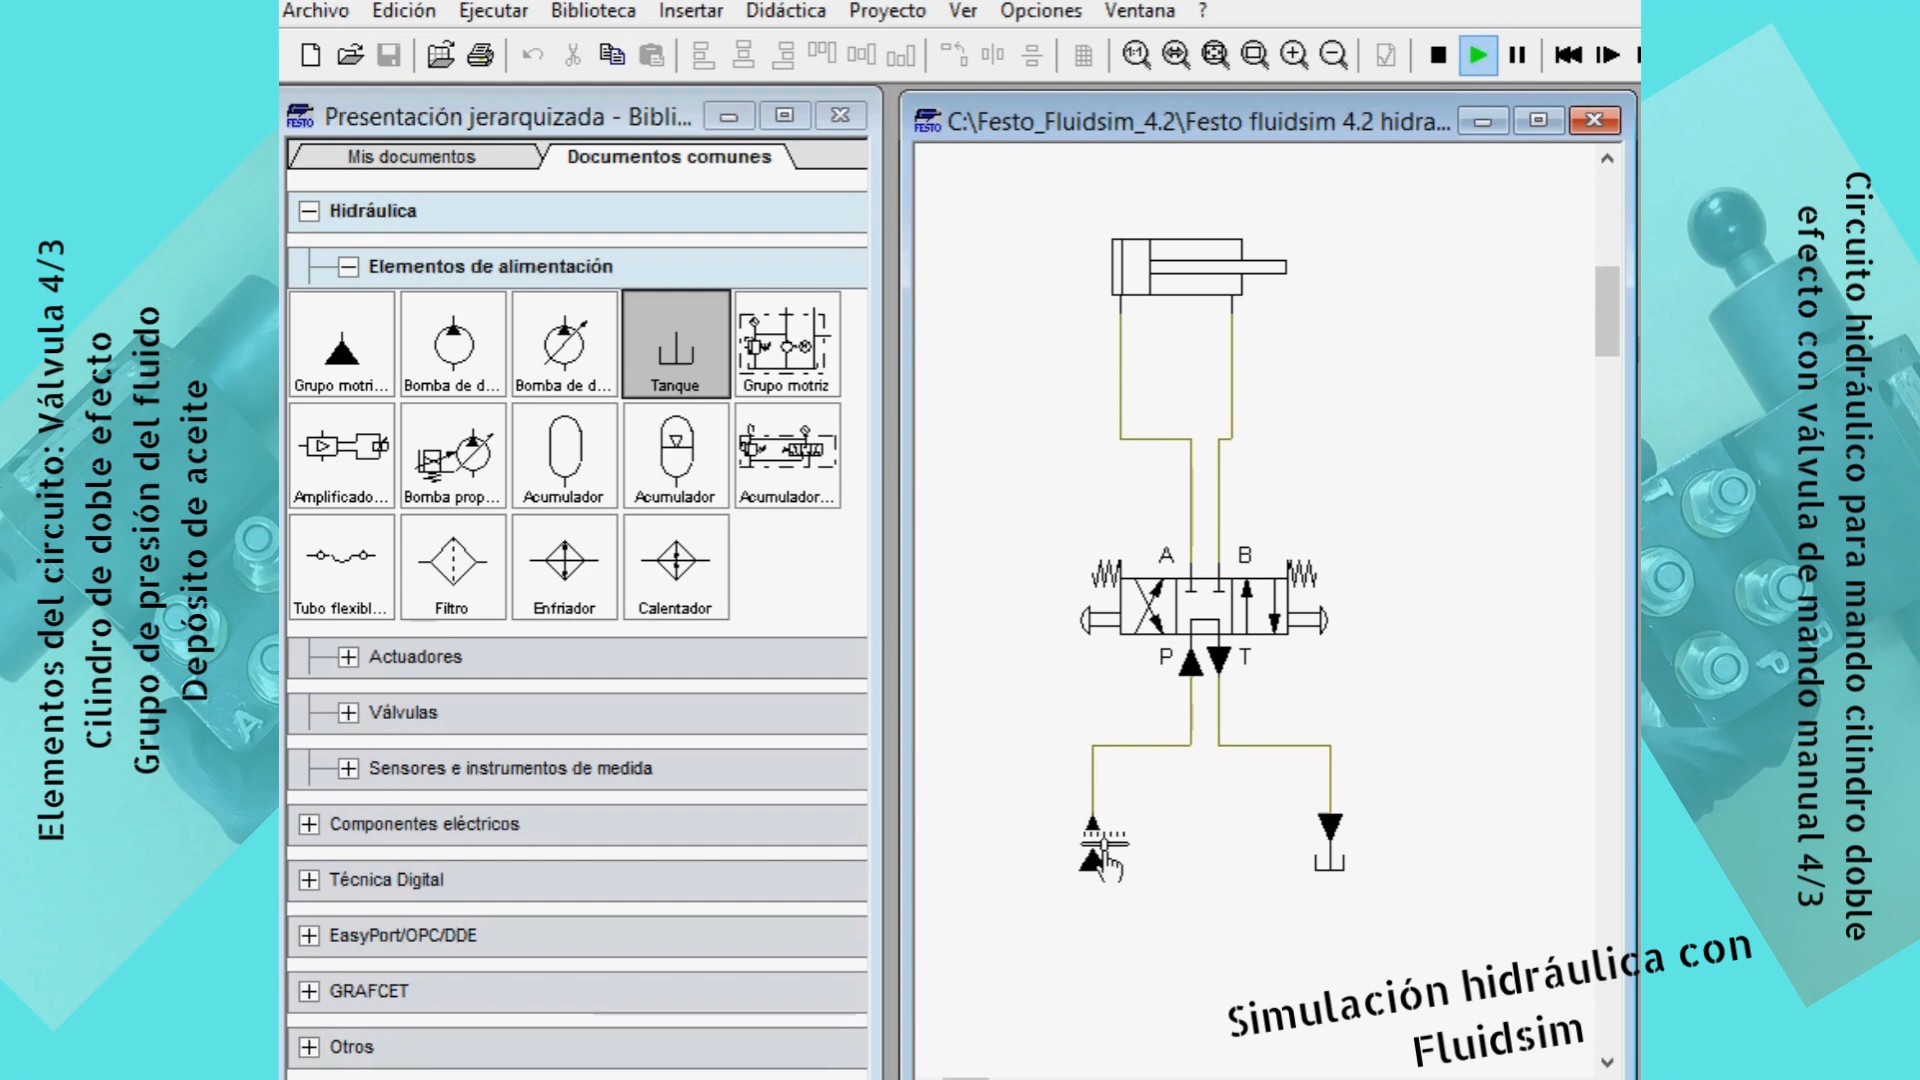 Archivo Edición Ejecutar Biblioteca Insertar Didáctica Proyecto Ver Opciones Ventana ?
FESTO Presentación jerarquizada - Bibli...
Mis documentos Documentos comunes
Hidráulica
Elementos de alimentación
Grupo motri... Bomba de d... Bomba de d... Tanque Grupo motriz
Amplificado... Bomba prop... Acumulador Acumulador Acumulador...
Tubo flexibl... Filtro Enfriador Calentador
Actuadores
Válvulas
Sensores e instrumentos de medida
Componentes eléctricos
Técnica Digital
EasyPort/OPC/DDE
GRAFCET
Otros
FESTO C:\Festo_Fluidsim_4.2\Festo fluidsim 4.2 hidra...
A B
P T
Elementos del circuito: Válvula 4/3
Cilindro de doble efecto
Grupo de presión del fluido
Depósito de aceite
Circuito hidráulico para mando cilindro doble
efecto con válvula de mando manual 4/3
Simulación hidráulica con
Fluidsim
A
T
B
P